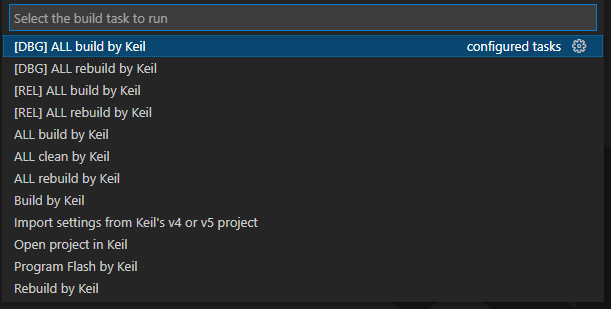 Select the build task to run
[DBG] ALL build by Keil configured tasks
[DBG] ALL rebuild by Keil
[REL] ALL build by Keil
[REL] ALL rebuild by Keil
ALL build by Keil
ALL clean by Keil
ALL rebuild by Keil
Build by Keil
Import settings from Keil's v4 or v5 project
Open project in Keil
Program Flash by Keil
Rebuild by Keil